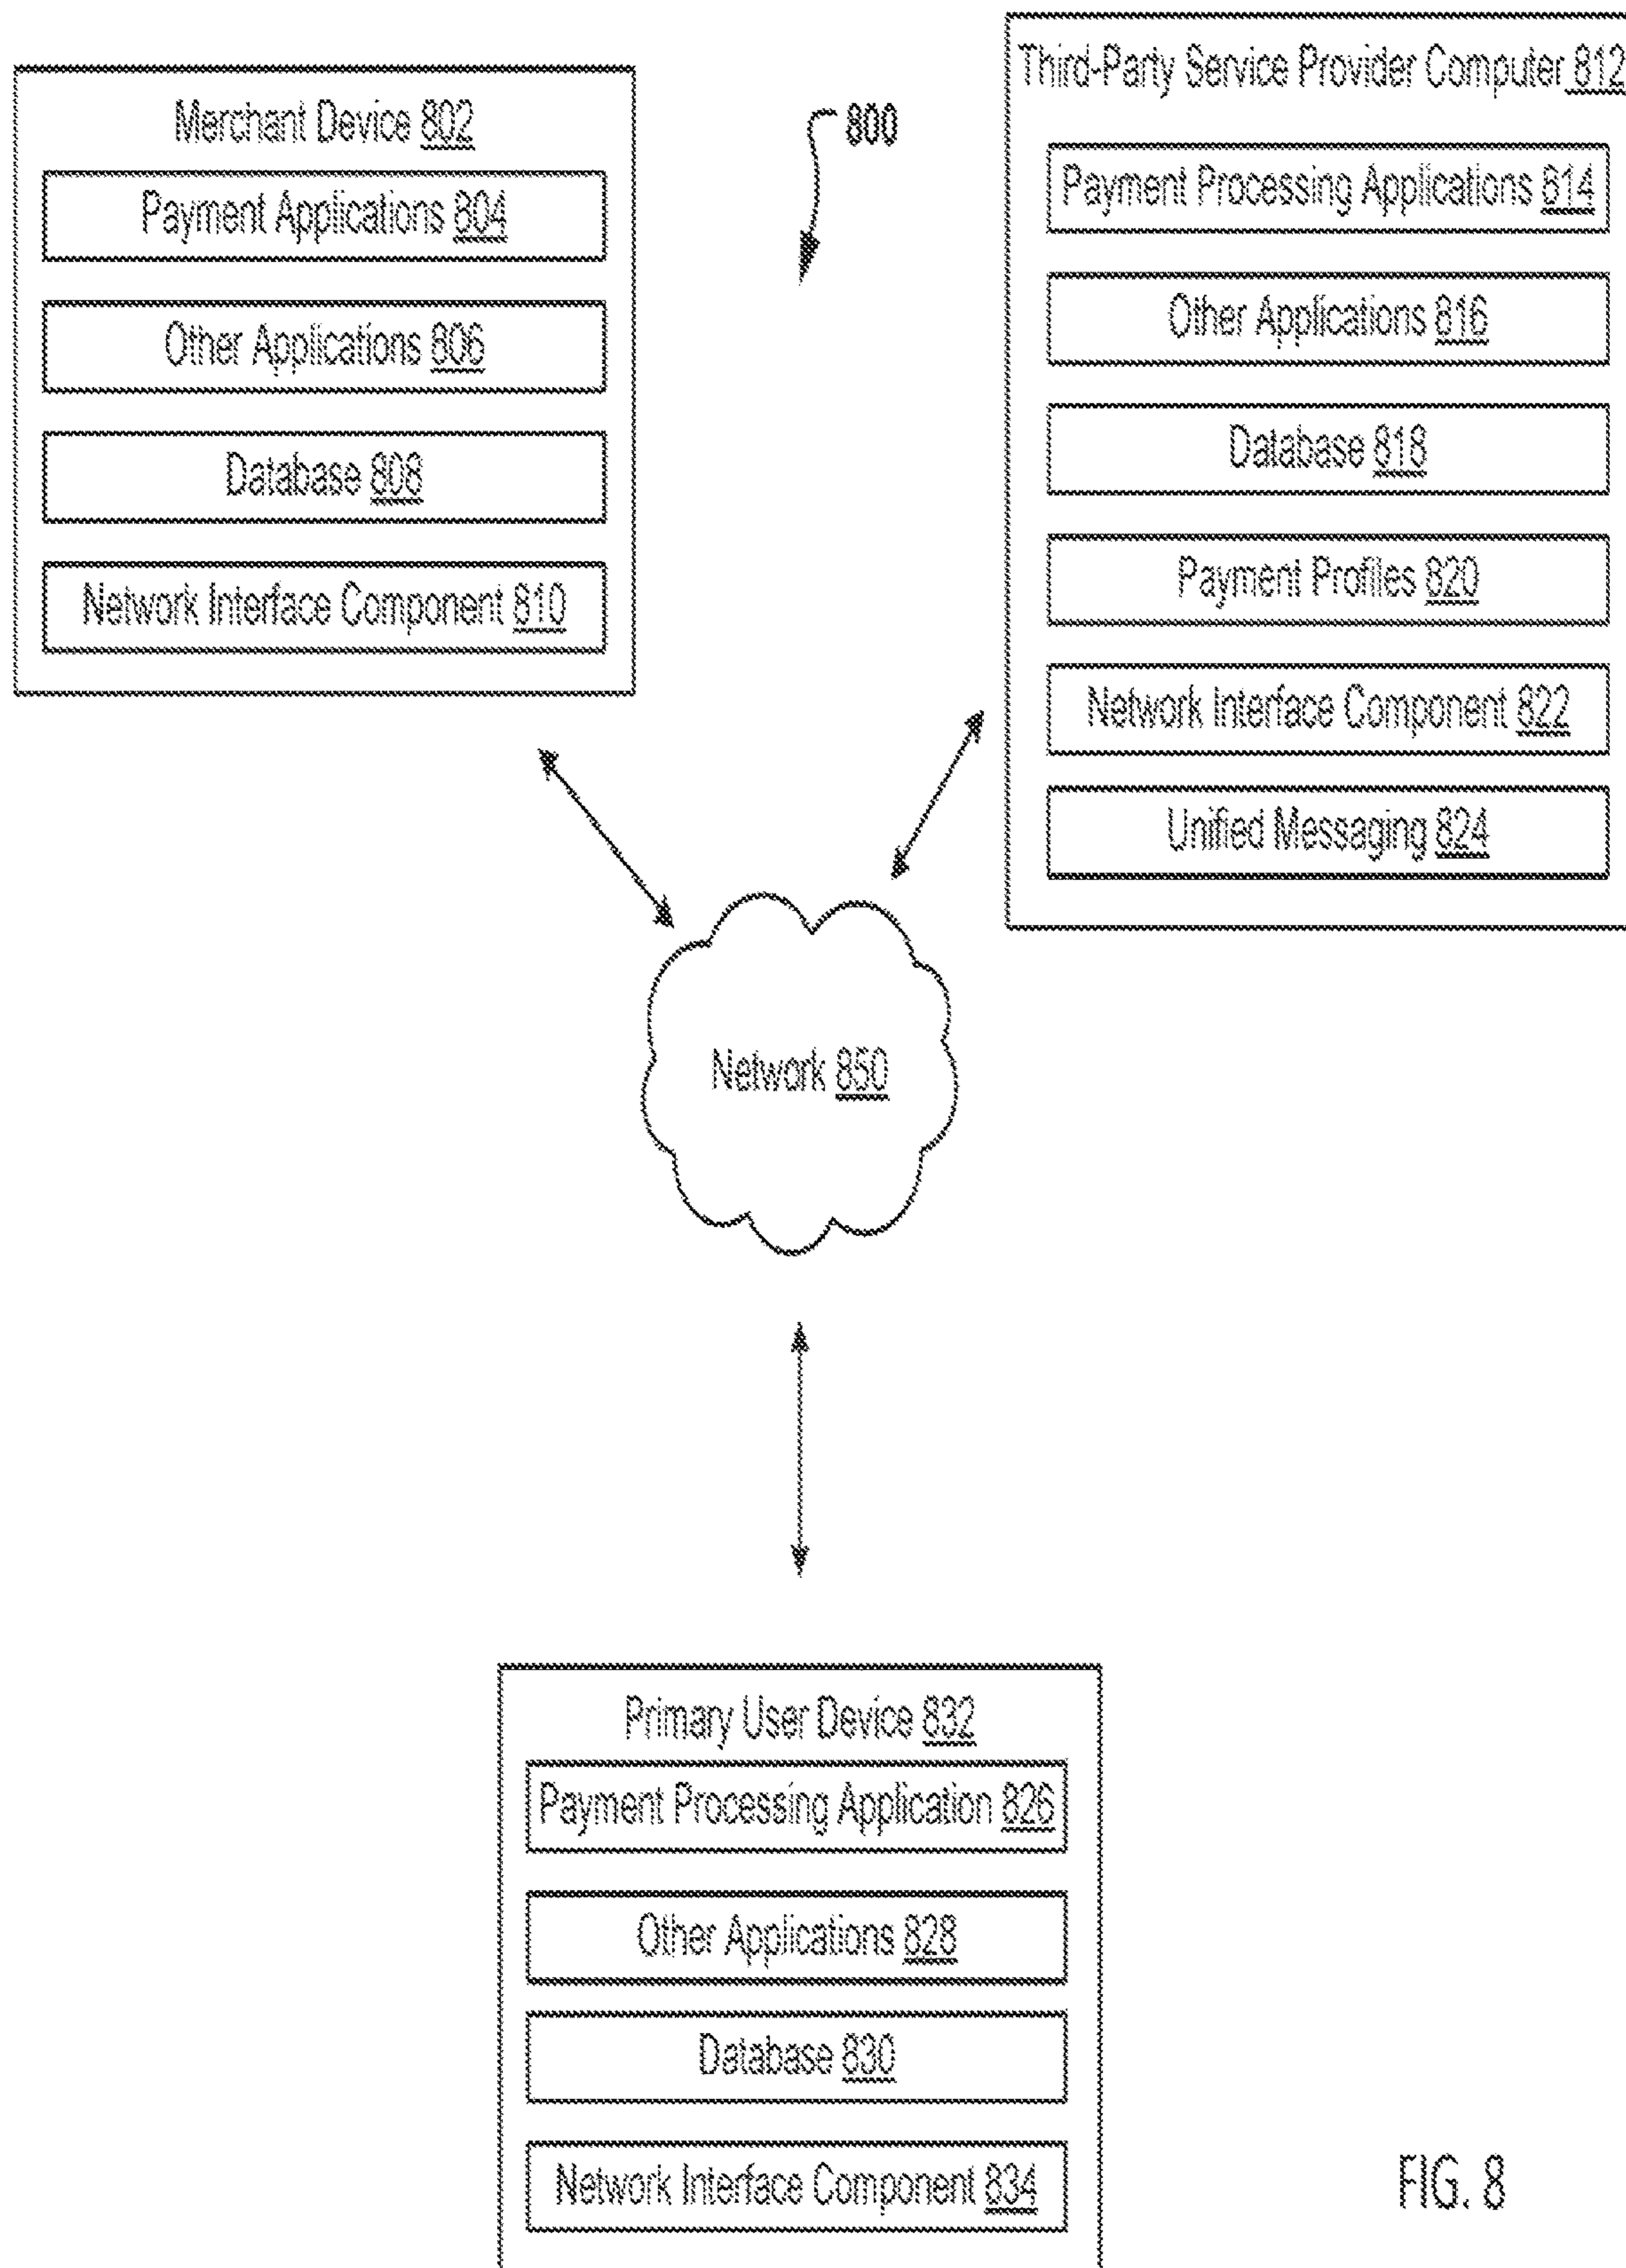 Merchant Device 802
Payment Applications 804
Other Applications 806
Database 808
Network Interface Component 810
800
Third-Party Service Provider Computer 812
Payment Processing Applications 814
Other Applications 816
Database 818
Payment Profiles 820
Network Interface Component 822
Unified Messaging 824
Network 850
Primary User Device 832
Payment Processing Application 826
Other Applications 828
Database 830
Network Interface Component 834
FIG. 8